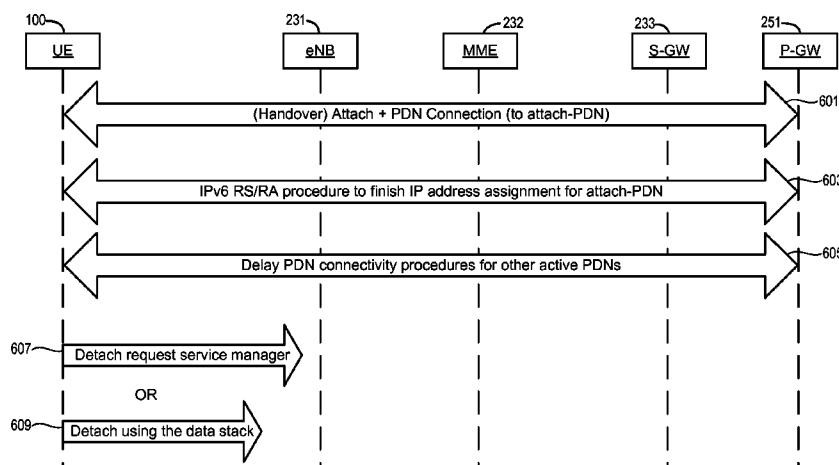 100 231 232 233 251
UE eNB MME S-GW P-GW
601
(Handover) Attach + PDN Connection (to attach-PDN)
603
IPv6 RS/RA procedure to finish IP address assignment for attach-PDN
605
Delay PDN connectivity procedures for other active PDNs
607
Detach request service manager
OR
609
Detach using the data stack